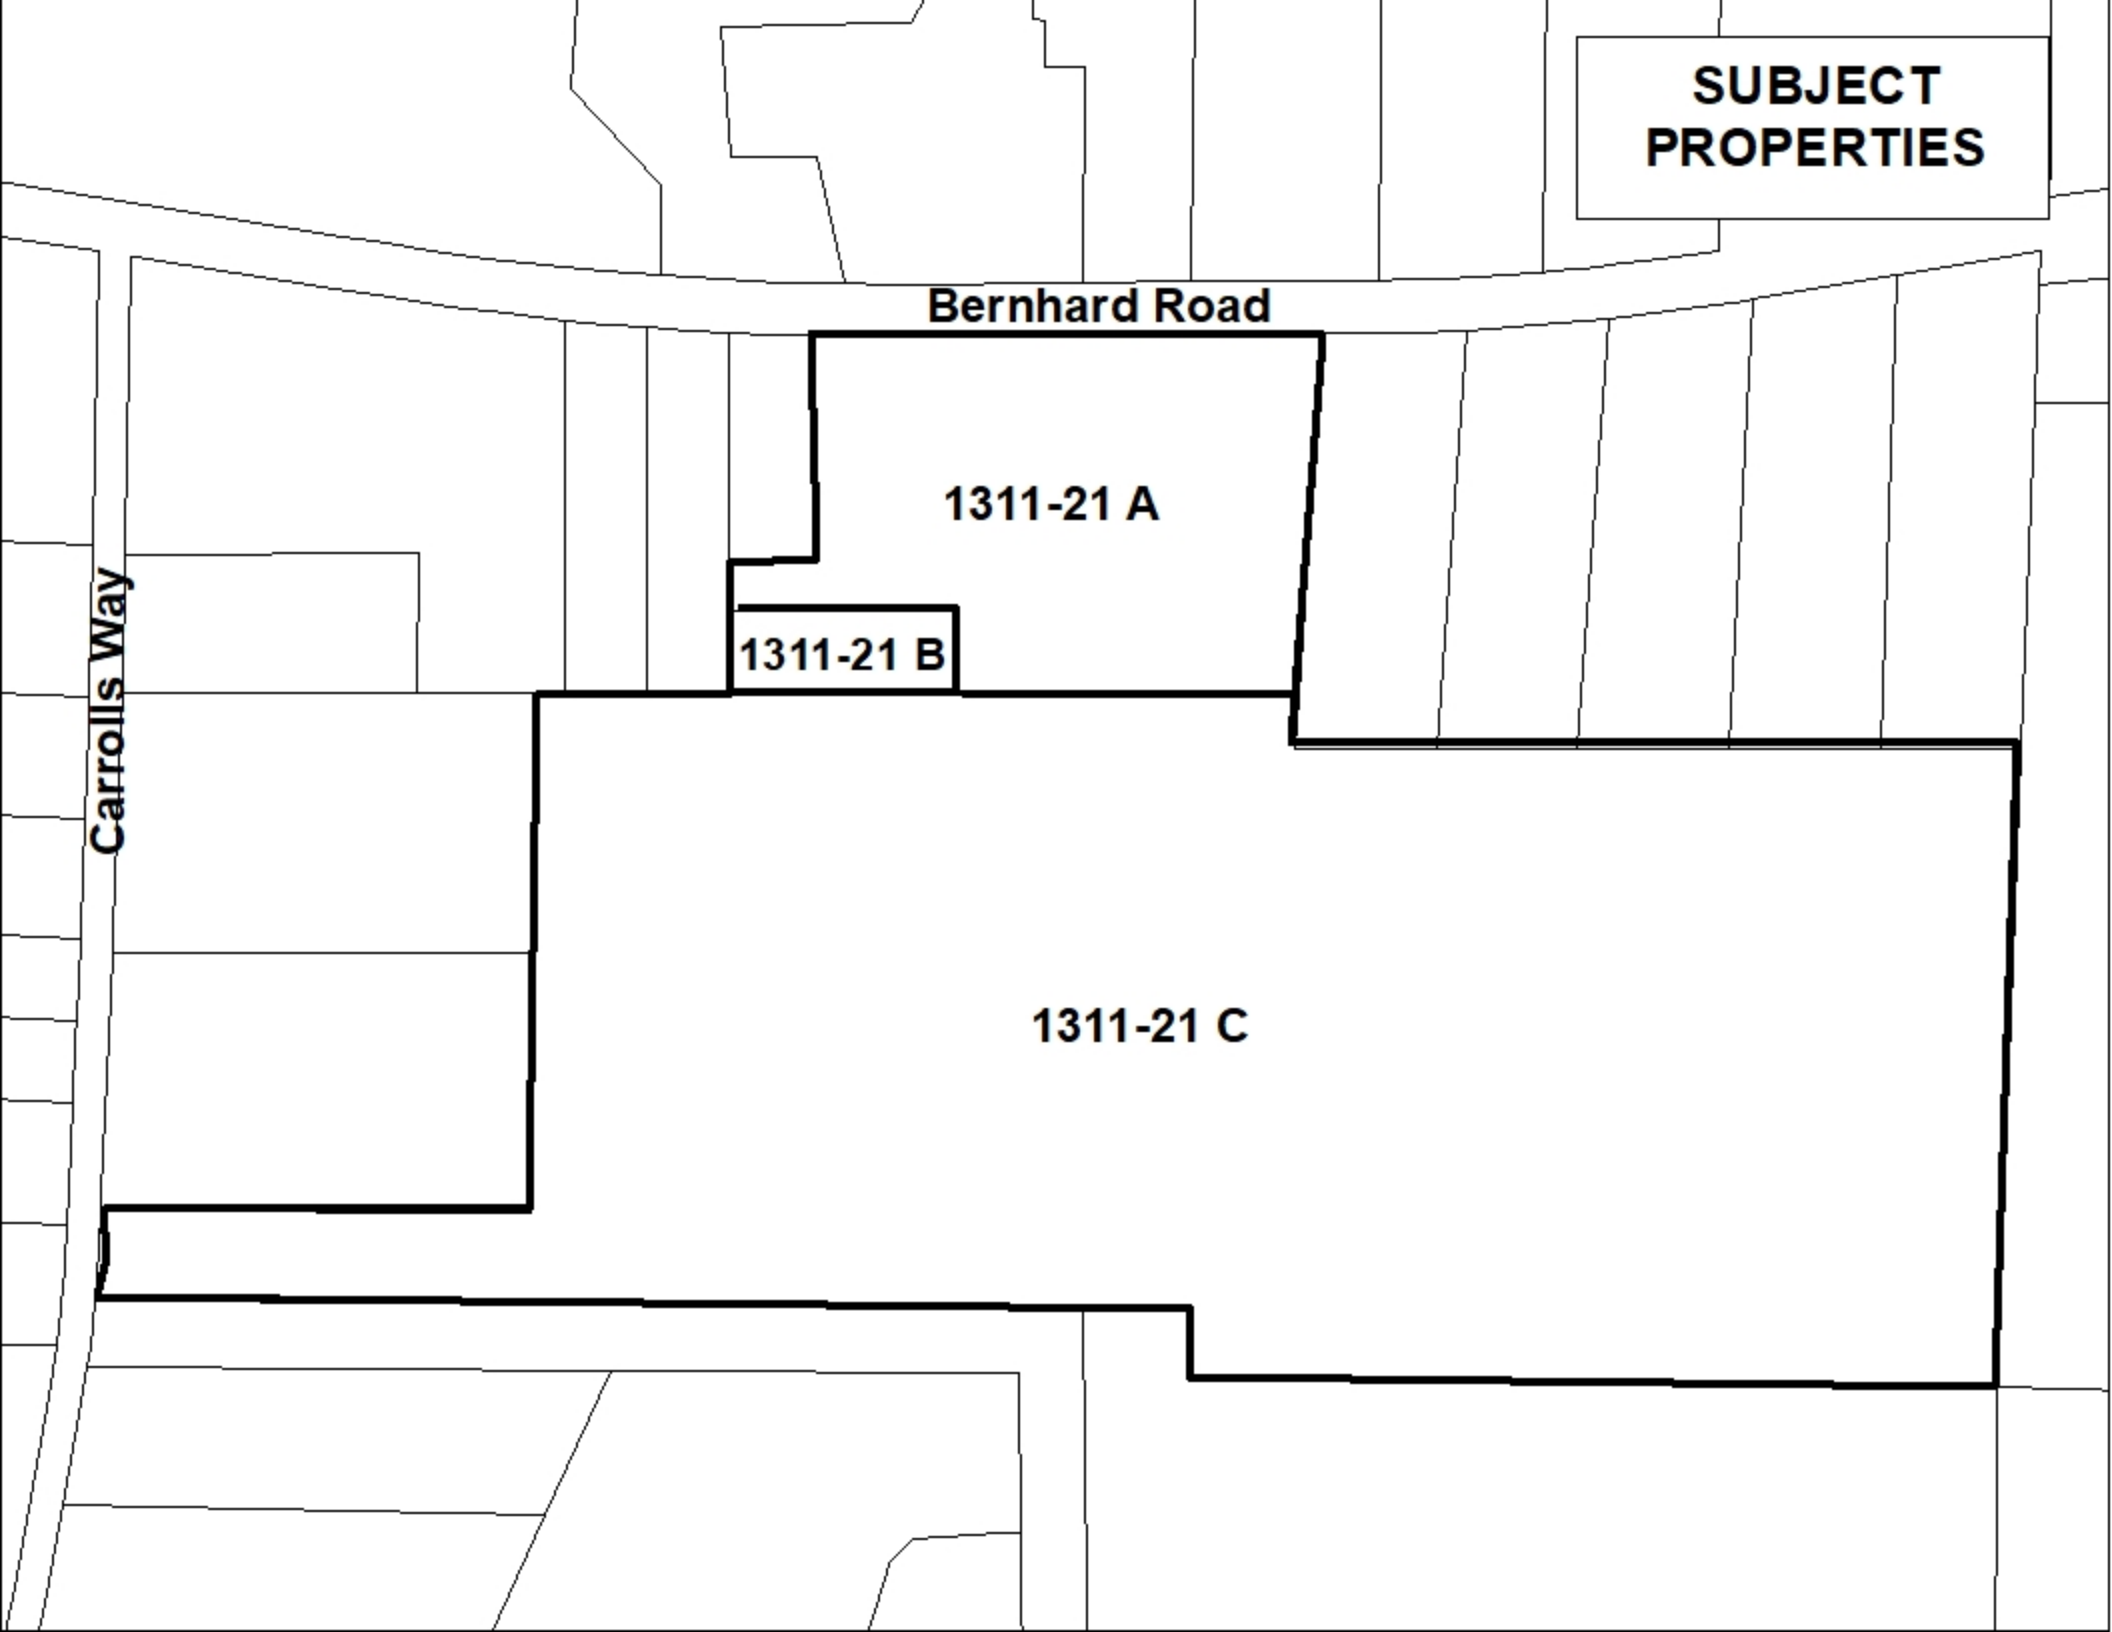 SUBJECT
PROPERTIES
Bernhard Road
1311-21 A
1311-21 B
Carrolls Way
1311-21 C